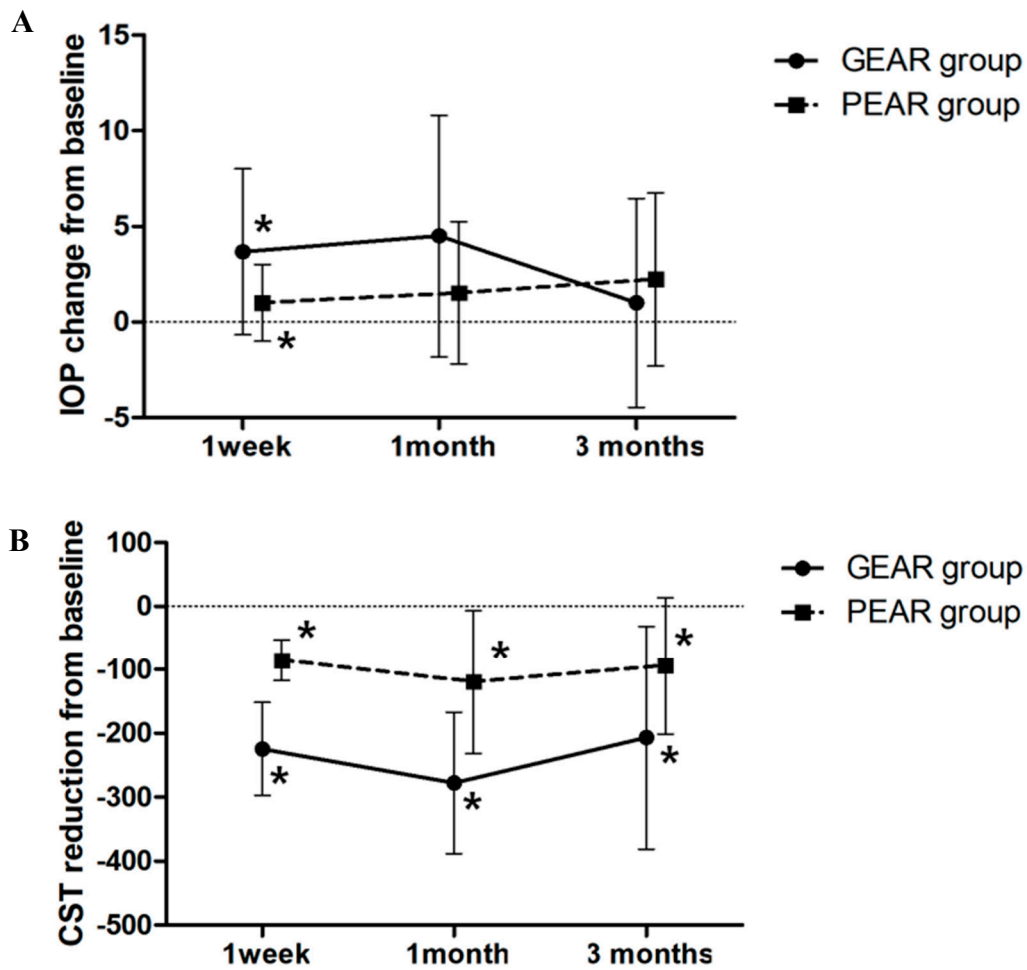 A
IOP change from baseline
15
10
5
0
-5
*
*
1week 1month 3 months
GEAR group
PEAR group
B
CST reduction from baseline
100
0
-100
-200
-300
-400
-500
* * *
* * *
1week 1month 3 months
GEAR group
PEAR group